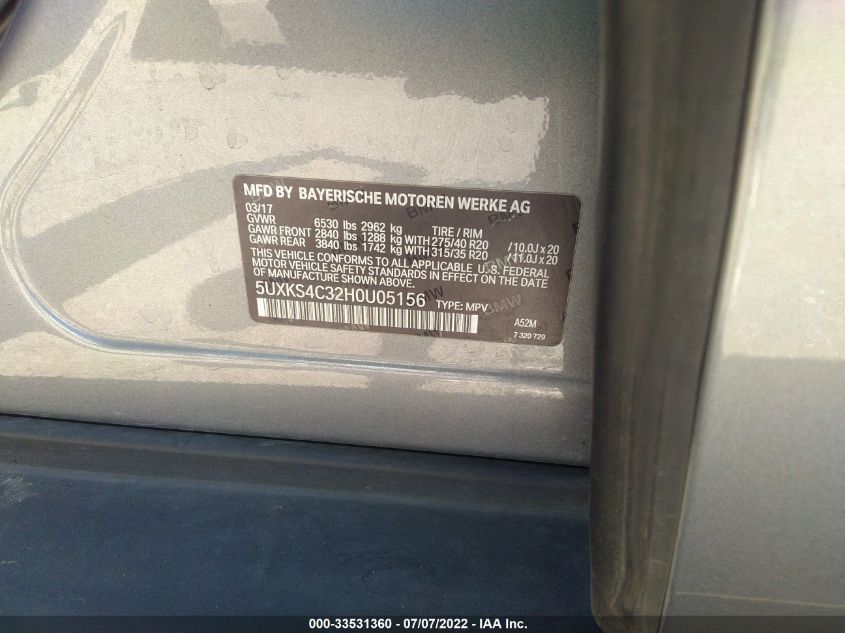 MFD BY BAYERISCHE MOTOREN WERKE AG
03/17
GVWR 6530 lbs 2962 kg TIRE / RIM
GAWR FRONT 2840 lbs 1288 kg WITH 275/40 R20 / 10.0J x 20
GAWR REAR 3840 lbs 1742 kg WITH 315/35 R20 / 11.0J x 20
THIS VEHICLE CONFORMS TO ALL APPLICABLE U.S. FEDERAL
MOTOR VEHICLE SAFETY STANDARDS IN EFFECT ON THE DATE
OF MANUFACTURE SHOWN ABOVE.
5UXKS4C32H0U05156 TYPE: MPV
A52M
7 320 729
000-33531360 - 07/07/2022 - IAA Inc.